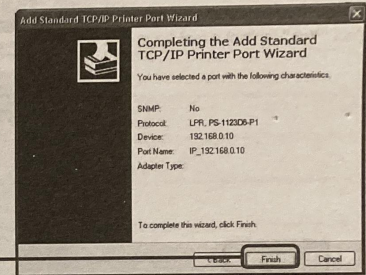 Add Standard TCP/IP Printer Port Wizard
Completing the Add Standard
TCP/IP Printer Port Wizard
You have selected a port with the following characteristics.
SNMP: No
Protocol: LPR, PS-1123D6-P1
Device: 192.168.0.10
Port Name: IP_192.168.0.10
Adapter Type:
To complete this wizard, click Finish.
< Back Finish Cancel